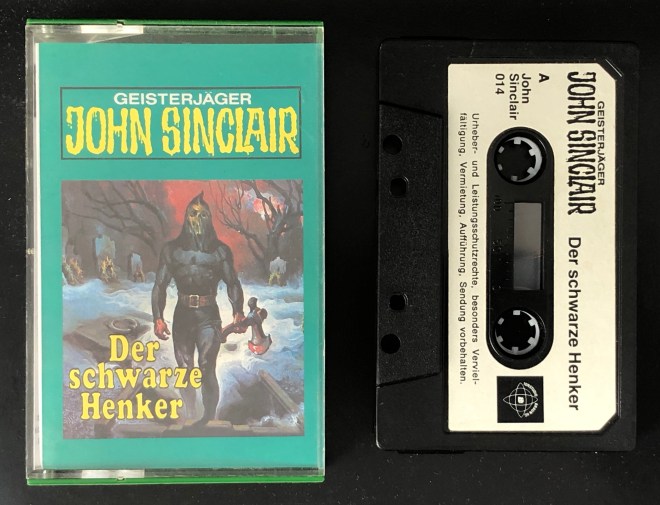 GEISTERJÄGER
JOHN SINCLAIR
Der
schwarze
Henker
GEISTERJÄGER
JOHN SINCLAIR
Der schwarze Henker
A
John
Sinclair
014
Urheber- und Leistungsschutzrechte, besonders Verviel-
fältigung, Vermietung, Aufführung, Sendung vorbehalten.